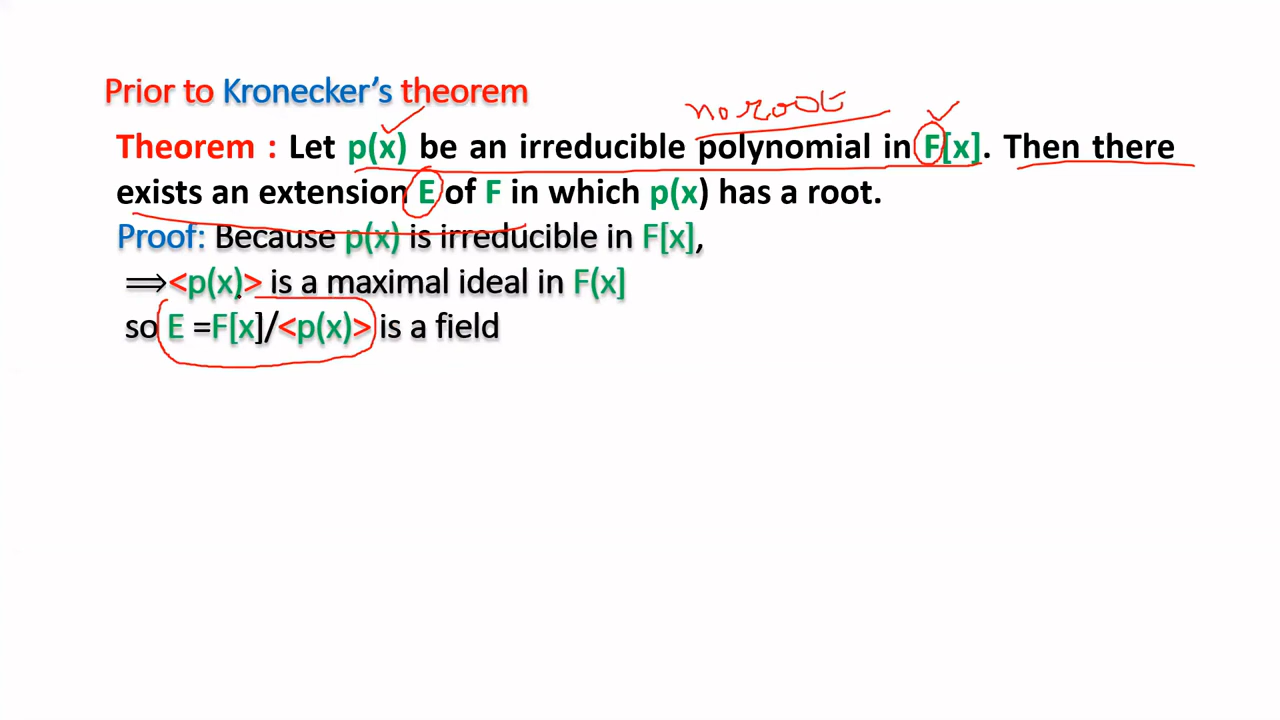 Prior to Kronecker's theorem
no root
Theorem : Let p(x) be an irreducible polynomial in F[x]. Then there
exists an extension E of F in which p(x) has a root.
Proof: Because p(x) is irreducible in F[x],
⟹<p(x)> is a maximal ideal in F(x]
so E =F[x]/<p(x)> is a field